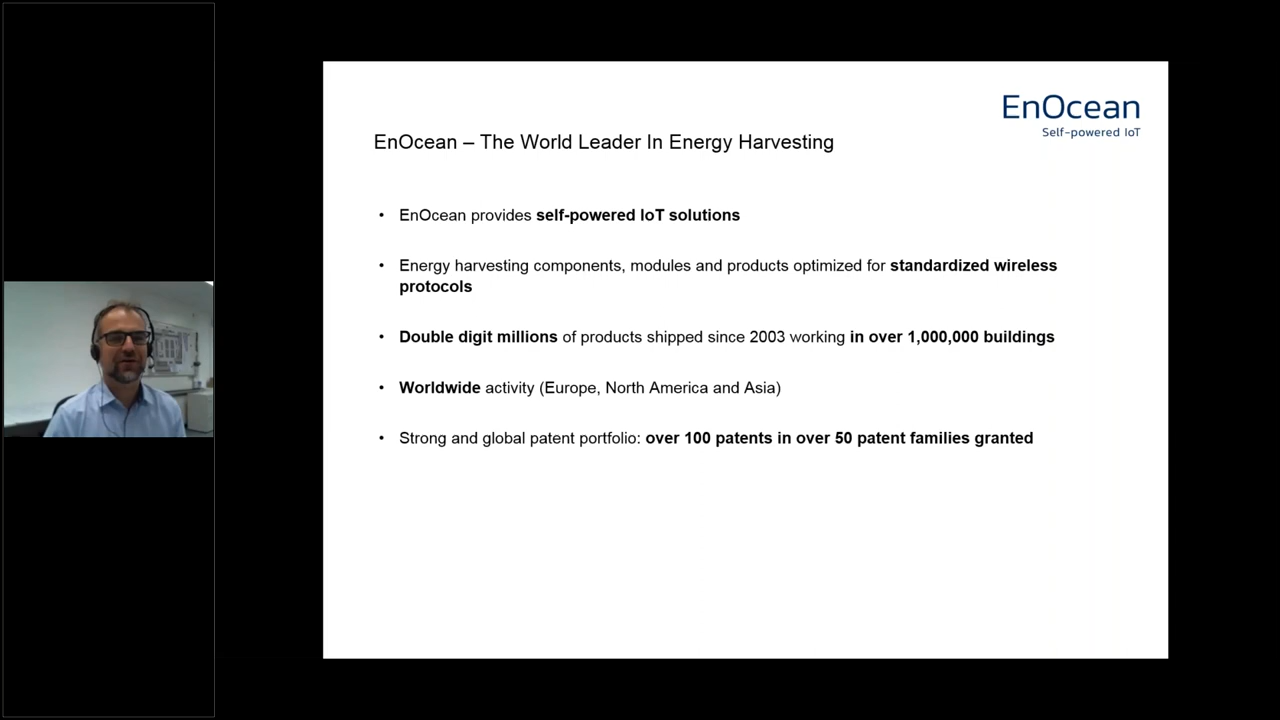 EnOcean
Self-powered IoT
EnOcean – The World Leader In Energy Harvesting
• EnOcean provides self-powered IoT solutions
• Energy harvesting components, modules and products optimized for standardized wireless
protocols
• Double digit millions of products shipped since 2003 working in over 1,000,000 buildings
• Worldwide activity (Europe, North America and Asia)
• Strong and global patent portfolio: over 100 patents in over 50 patent families granted